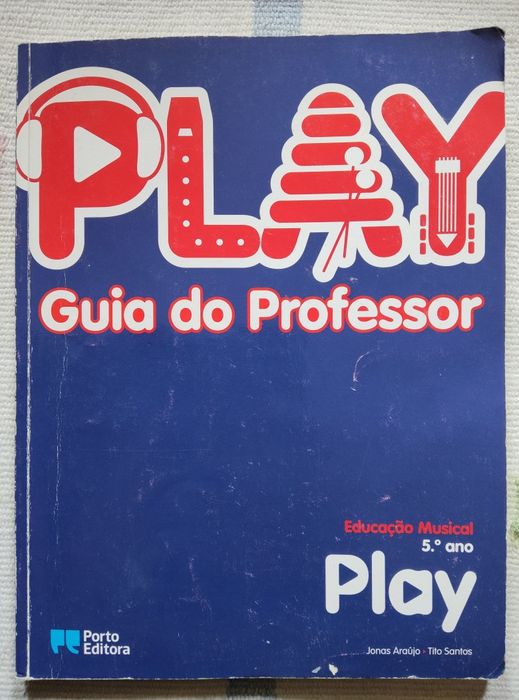 PLAY
Guia do Professor
Educação Musical
5.º ano
Play
Porto
Editora
Jonas Araújo • Tito Santos